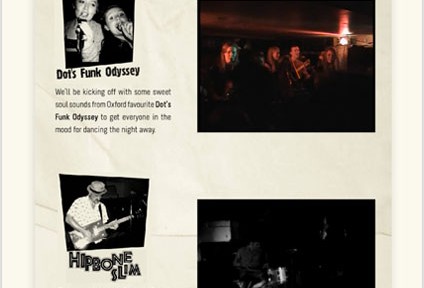 Dot's Funk Odyssey
We'll be kicking off with some sweet
soul sounds from Oxford favourite Dot's
Funk Odyssey to get everyone in the
mood for dancing the night away.
HIPBONE
SLIM